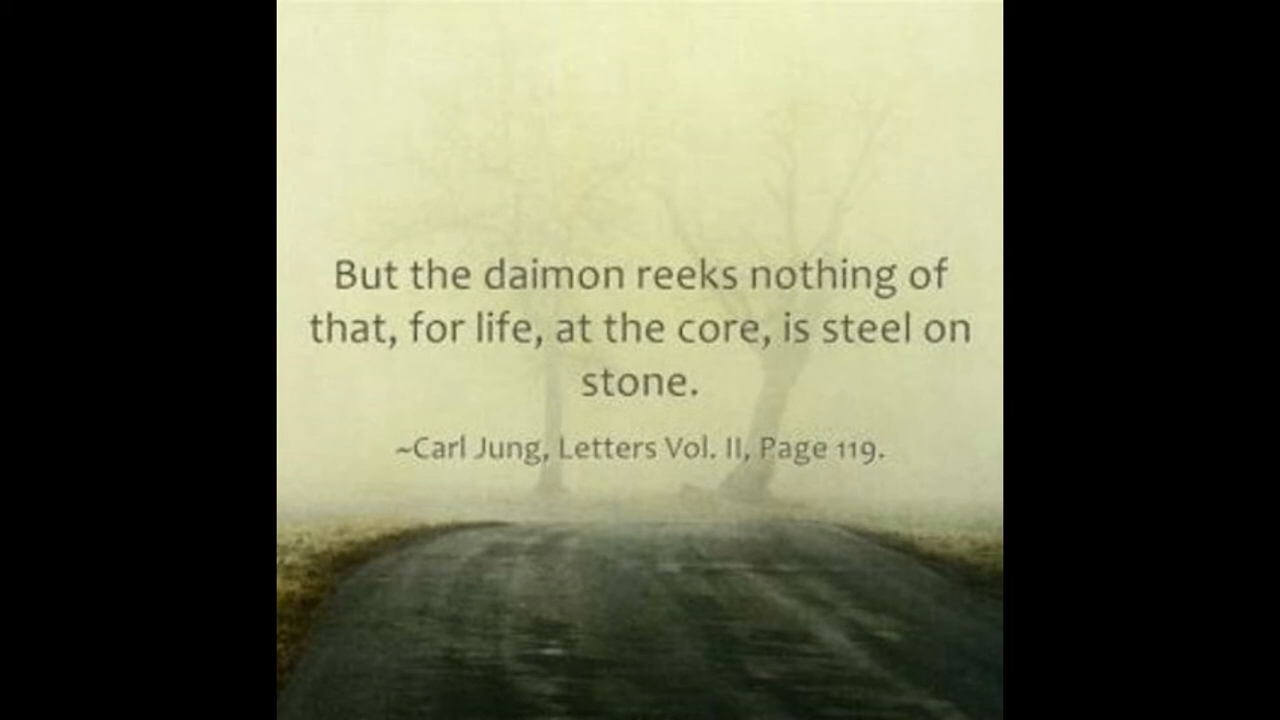 But the daimon reeks nothing of
that, for life, at the core, is steel on
stone.
~Carl Jung, Letters Vol. II, Page 119.